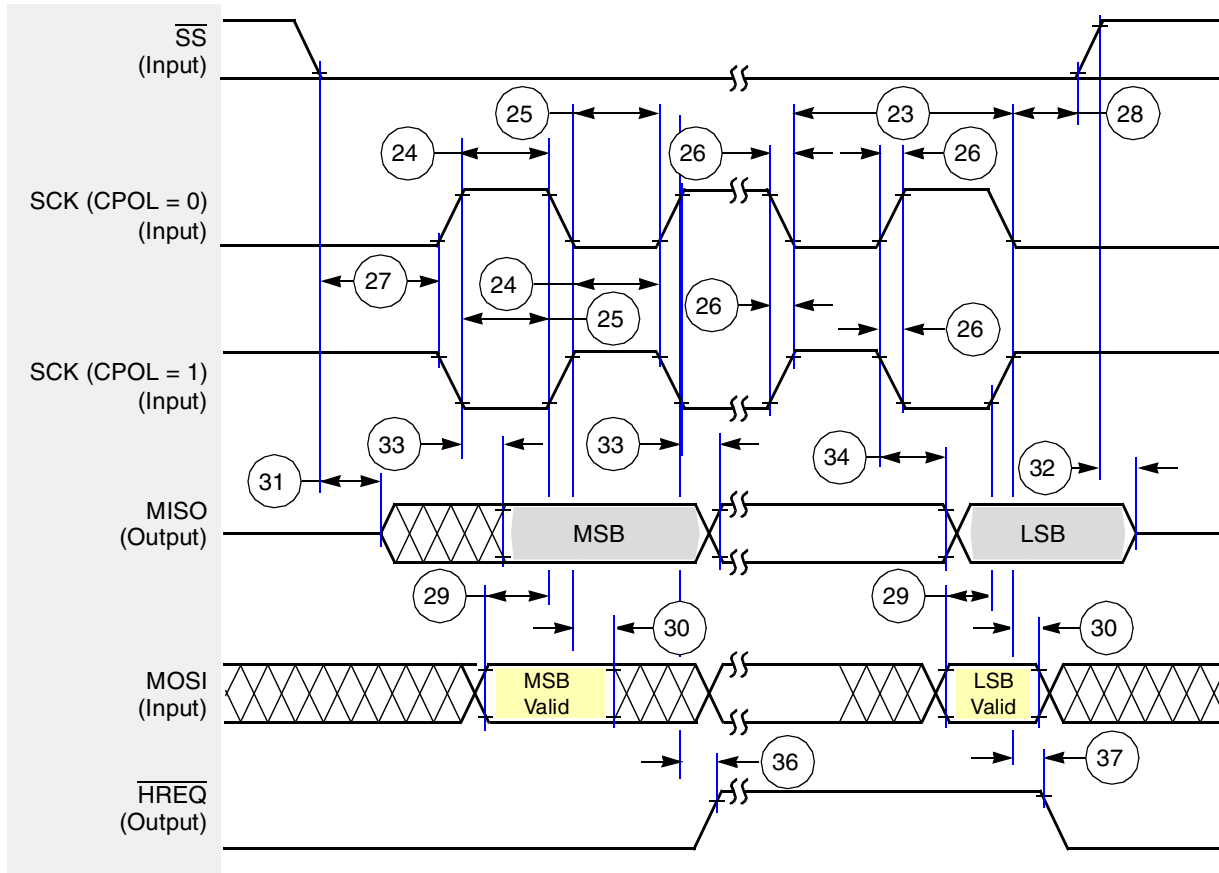 SS
(Input)
25
23
28
24
26
26
SCK (CPOL = 0)
(Input)
27
24
25
26
26
SCK (CPOL = 1)
(Input)
33
33
34
32
31
MISO
(Output)
MSB
LSB
29
29
30
30
MOSI
(Input)
MSB
Valid
LSB
Valid
36
37
HREQ
(Output)